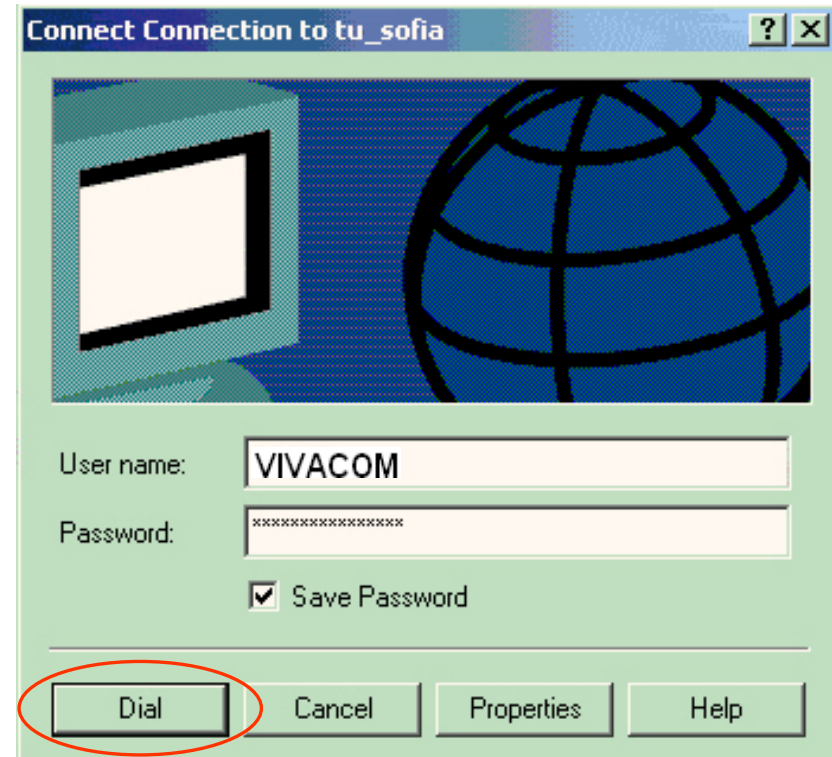 Connect Connection to tu_sofia ? X
User name: VIVACOM
Password: ****************
Save Password
Dial Cancel Properties Help